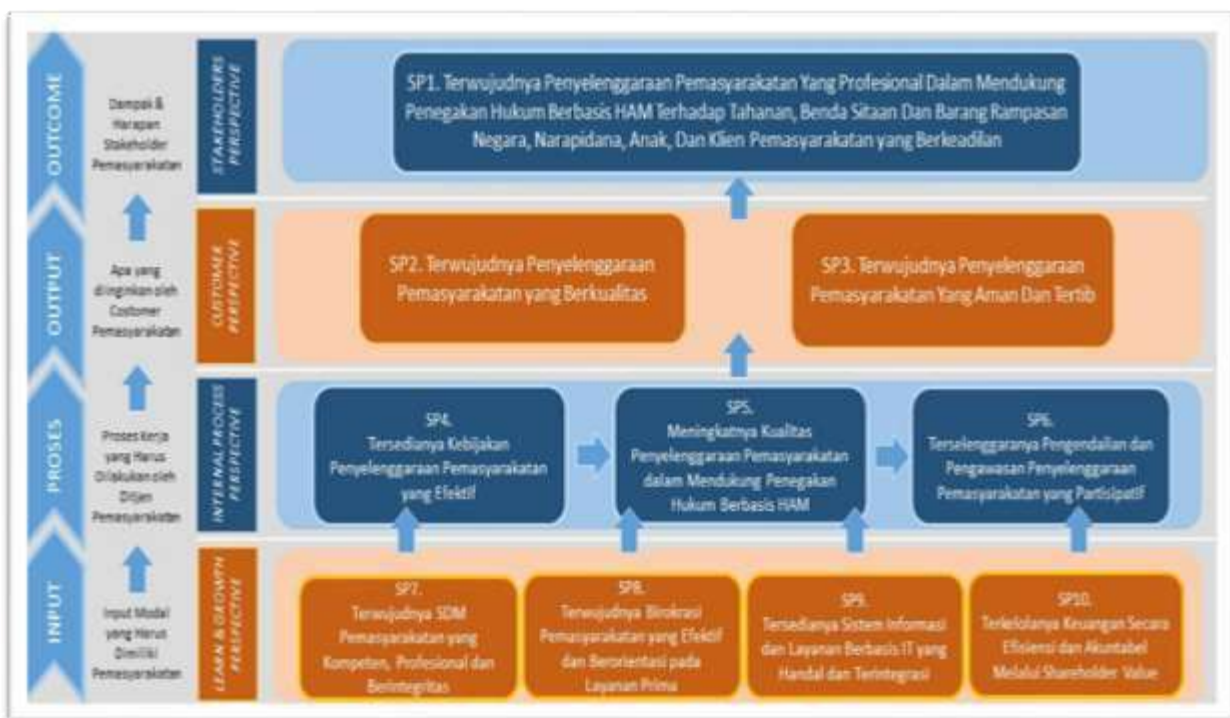 OUTCOME
Dampak &
Harapan
Stakeholder
Pemasyarakatan
STAKEHOLDERS
PERSPECTIVE
SP1. Terwujudnya Penyelenggaraan Pemasyarakatan Yang Profesional Dalam Mendukung
Penegakan Hukum Berbasis HAM Terhadap Tahanan, Benda Sitaan Dan Barang Rampasan
Negara, Narapidana, Anak, Dan Klien Pemasyarakatan yang Berkeadilan
OUTPUT
Apa yang
diinginkan oleh
Costomer
Pemasyarakatan
CUSTOMER
PERSPECTIVE
SP2. Terwujudnya Penyelenggaraan
Pemasyarakatan yang Berkualitas
SP3. Terwujudnya Penyelenggaraan
Pemasyarakatan Yang Aman Dan Tertib
PROSES
Proses kerja
yang Harus
Dilakukan oleh
Ditjen
Pemasyarakatan
INTERNAL PROCESS
PERSPECTIVE
SP4.
Tersedianya Kebijakan
Penyelenggaraan Pemasyarakatan
yang Efektif
SP5.
Meningkatnya Kualitas
Penyelenggaraan Pemasyarakatan
dalam Mendukung Penegakan
Hukum Berbasis HAM
SP6.
Terselenggaranya Pengendalian dan
Pengawasan Penyelenggaraan
Pemasyarakatan yang Partisipatif
INPUT
Input Modal
yang Harus
Dimiliki
Pemasyarakatan
LEARN & GROWTH
PERSPECTIVE
SP7.
Terwujudnya SDM
Pemasyarakatan yang
Kompeten, Profesional dan
Berintegritas
SP8.
Terwujudnya Birokrasi
Pemasyarakatan yang Efektif
dan Berorientasi pada
Layanan Prima
SP9.
Tersedianya Sistem Informasi
dan Layanan Berbasis IT yang
Handal dan Terintegrasi
SP10.
Terkelolanya Keuangan Secara
Efisiensi dan Akuntabel
Melalui Shareholder Value